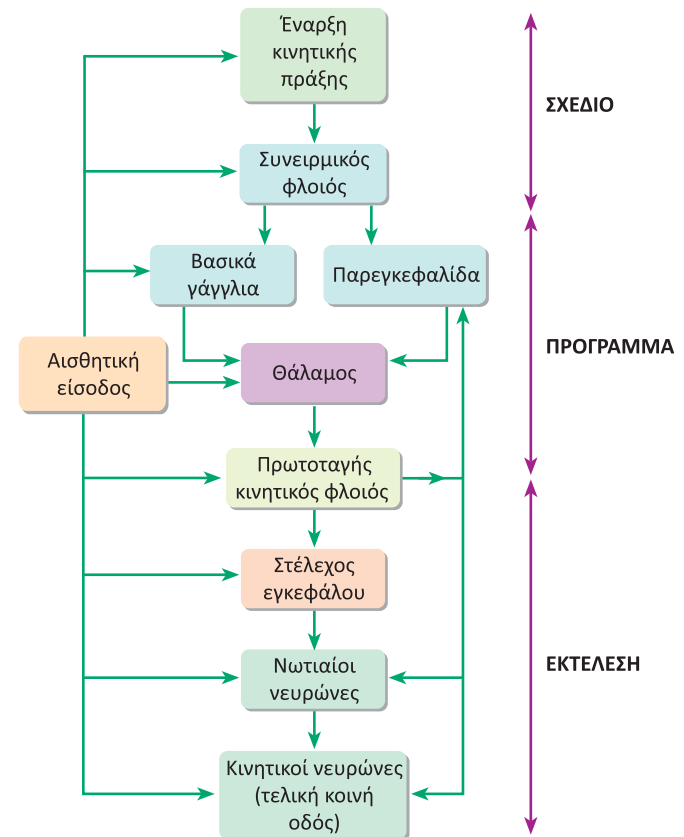 Έναρξη
κινητικής
πράξης
ΣΧΕΔΙΟ
Συνειρμικός
φλοιός
Βασικά
γάγγλια
Παρεγκεφαλίδα
ΠΡΟΓΡΑΜΜΑ
Αισθητική
είσοδος
Θάλαμος
Πρωτοταγής
κινητικός φλοιός
Στέλεχος
εγκεφάλου
Νωτιαίοι
νευρώνες
ΕΚΤΕΛΕΣΗ
Κινητικοί νευρώνες
(τελική κοινή
οδός)